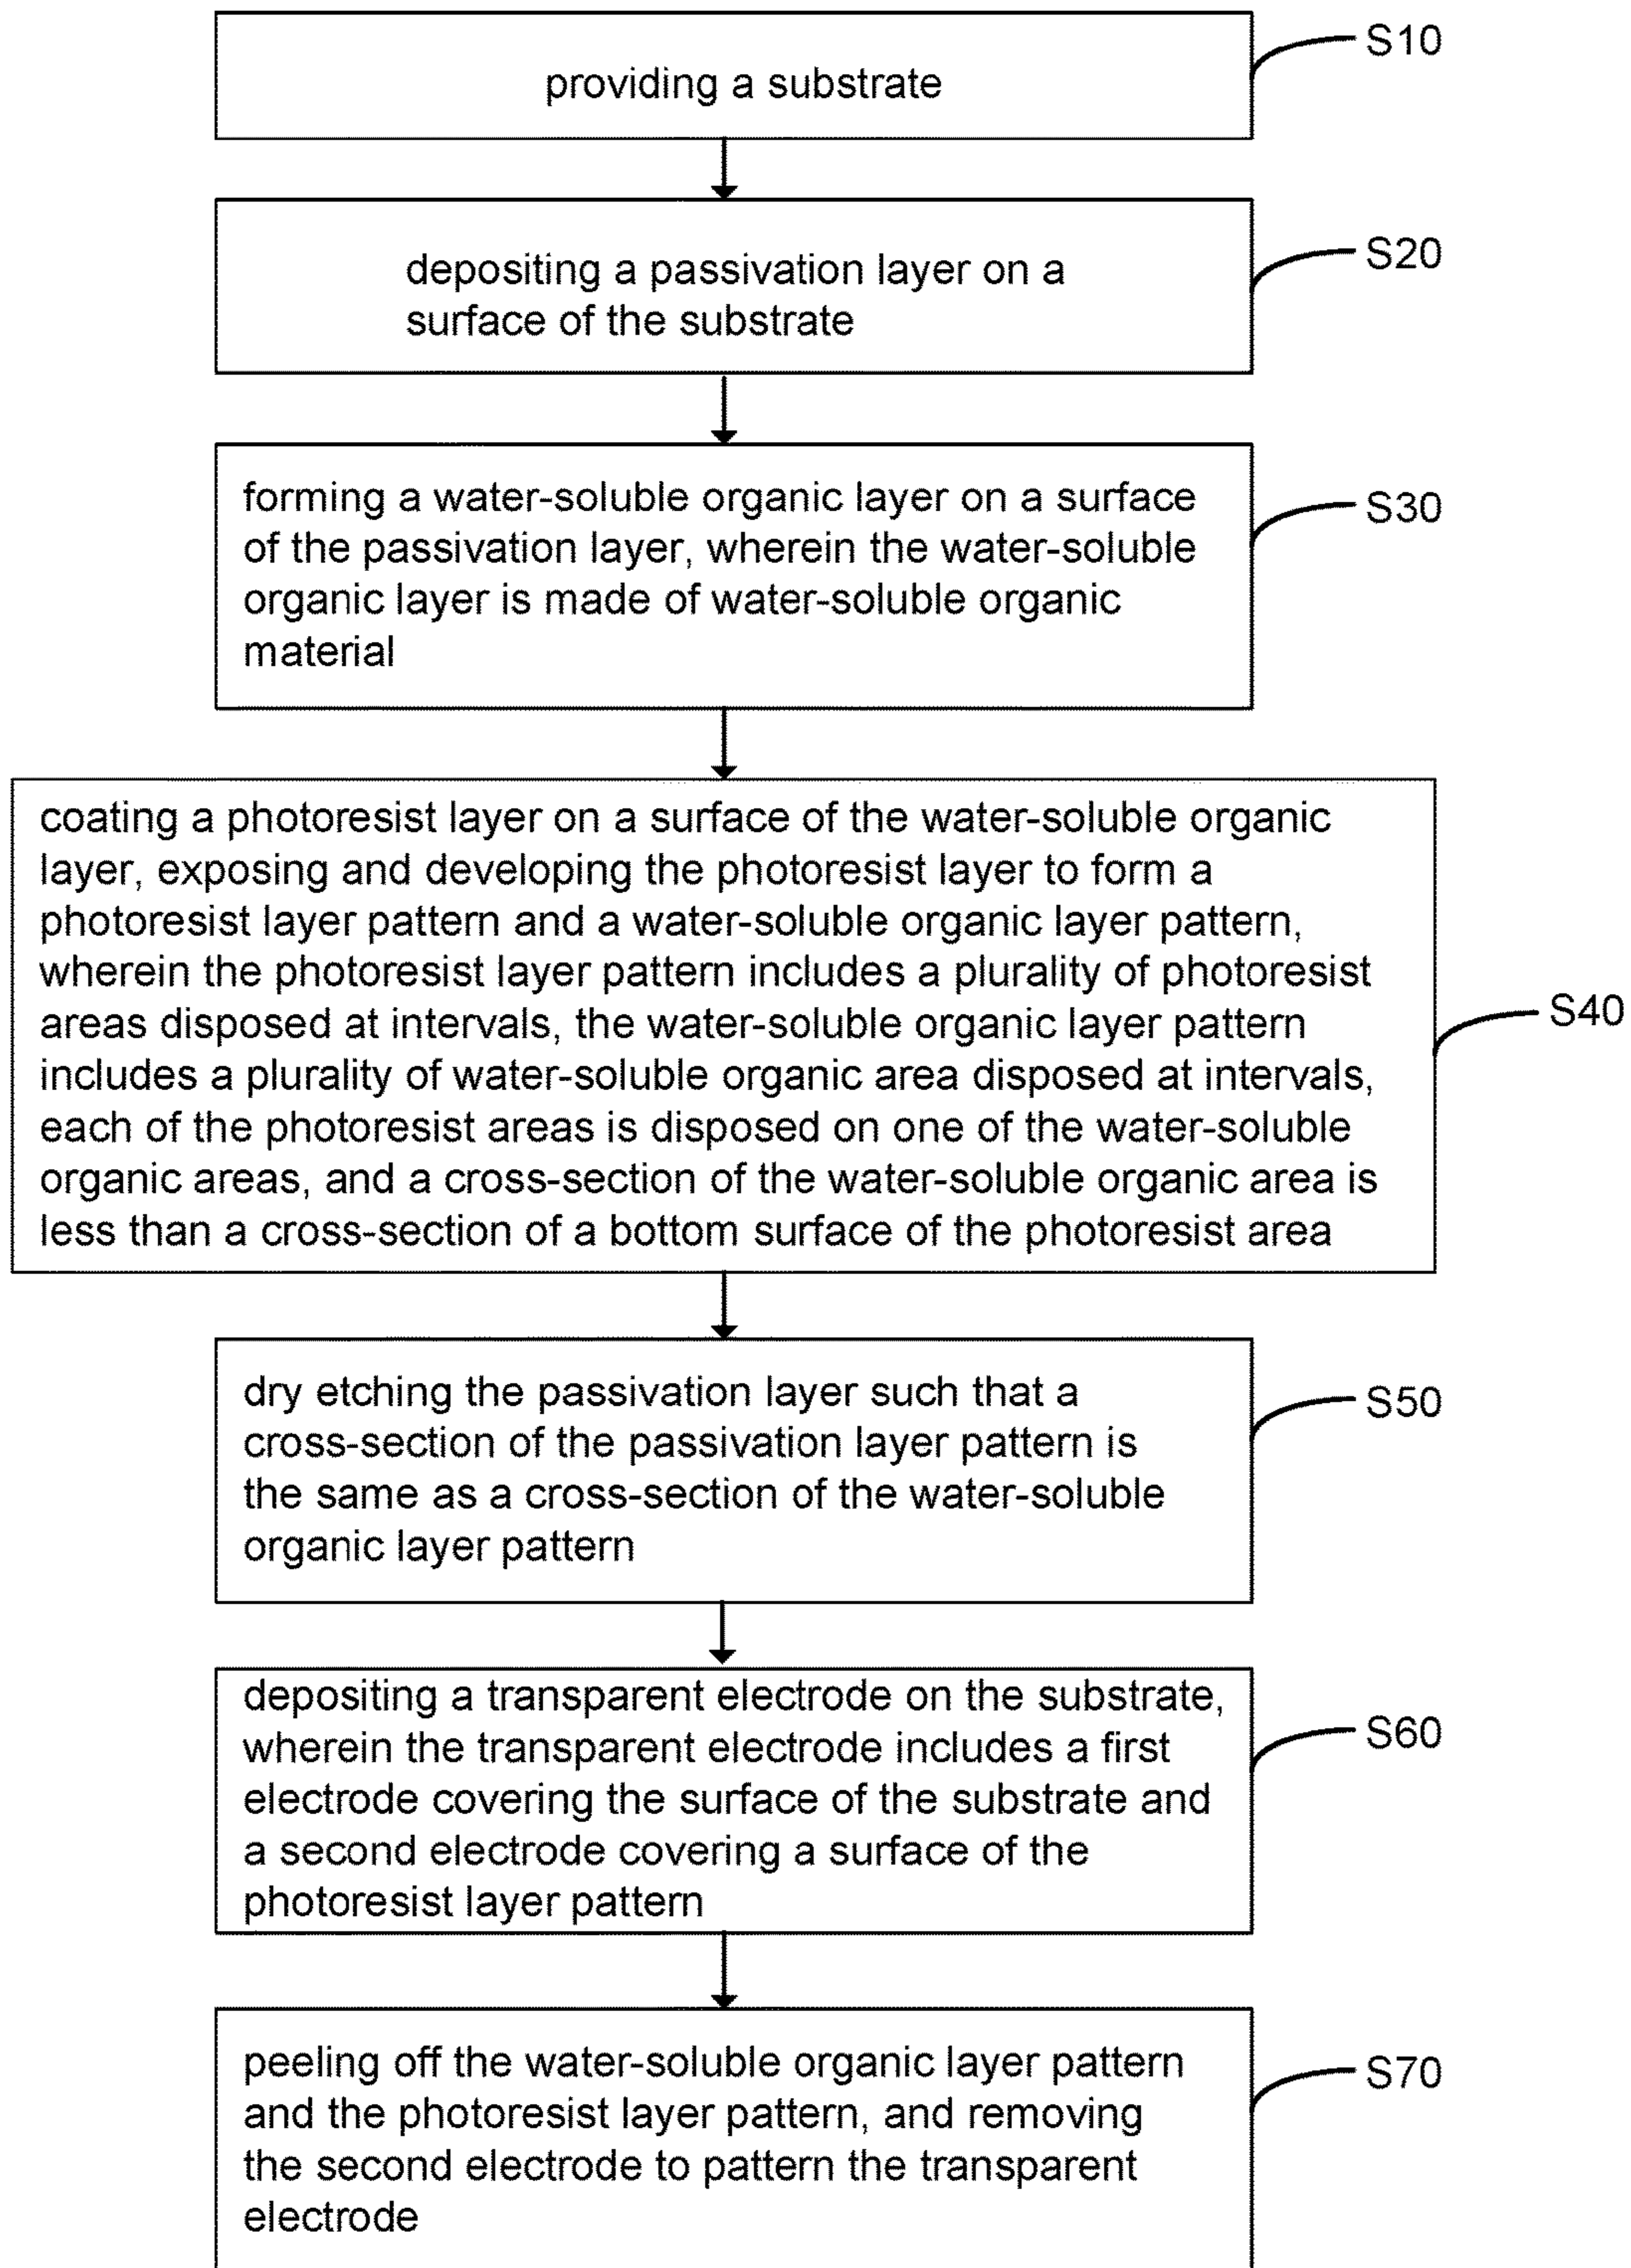 providing a substrate
S10
depositing a passivation layer on a
surface of the substrate
S20
forming a water-soluble organic layer on a surface
of the passivation layer, wherein the water-soluble
organic layer is made of water-soluble organic
material
S30
coating a photoresist layer on a surface of the water-soluble organic
layer, exposing and developing the photoresist layer to form a
photoresist layer pattern and a water-soluble organic layer pattern,
wherein the photoresist layer pattern includes a plurality of photoresist
areas disposed at intervals, the water-soluble organic layer pattern
includes a plurality of water-soluble organic area disposed at intervals,
each of the photoresist areas is disposed on one of the water-soluble
organic areas, and a cross-section of the water-soluble organic area is
less than a cross-section of a bottom surface of the photoresist area
S40
dry etching the passivation layer such that a
cross-section of the passivation layer pattern is
the same as a cross-section of the water-soluble
organic layer pattern
S50
depositing a transparent electrode on the substrate,
wherein the transparent electrode includes a first
electrode covering the surface of the substrate and
a second electrode covering a surface of the
photoresist layer pattern
S60
peeling off the water-soluble organic layer pattern
and the photoresist layer pattern, and removing
the second electrode to pattern the transparent
electrode
S70